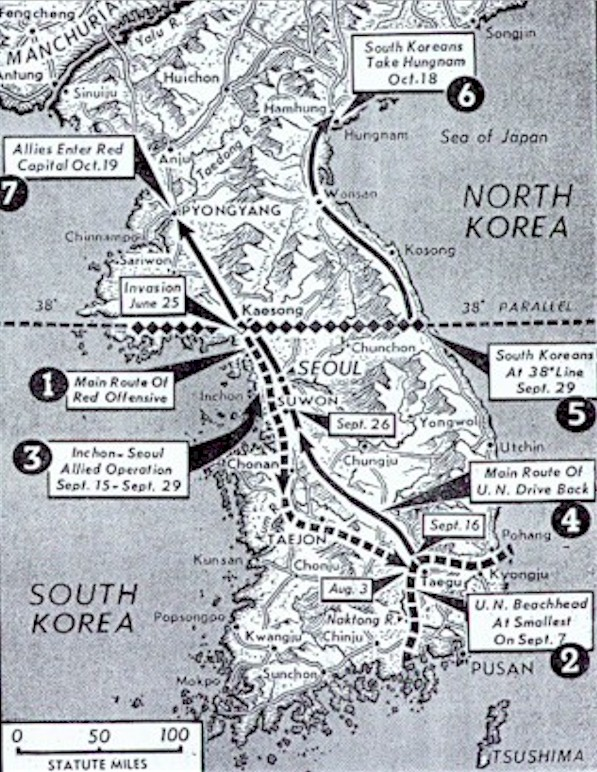 Fengcheng
MANCHURIA
Antung
Yalu R.
Sinuiju
Huichon
South Koreans
Take Hungnam
Oct.18
6
Songjin
Hamhung
Hungnam
Sea of Japan
Allies Enter Red
Capital Oct.19
7
Anju
Taedong R.
Wonsan
NORTH
KOREA
PYONGYANG
Chinnampo
Sariwon
Kosong
Invasion
June 25
38°
Kaesong
38° PARALLEL
Chunchon
SEOUL
South Koreans
At 38° Line
Sept. 29
5
1
Main Route Of
Red Offensive
Inchon
SUWON
Sept. 26
Yongwol
Utchin
3
Inchon-Seoul
Allied Operation
Sept. 15-Sept. 29
Chonan
Chungju
Main Route Of
U.N. Drive Back
4
R.
Sept. 16
TAEJON
Pohang
Kunsan
Chonju
Aug. 3
Taegu
Kyongju
SOUTH
KOREA
Popsongpo
Naktong R.
U.N. Beachhead
At Smallest
On Sept. 7
2
Kwangju
Chinju
Mokpo
Sunchon
PUSAN
0 50 100
STATUTE MILES
TSUSHIMA